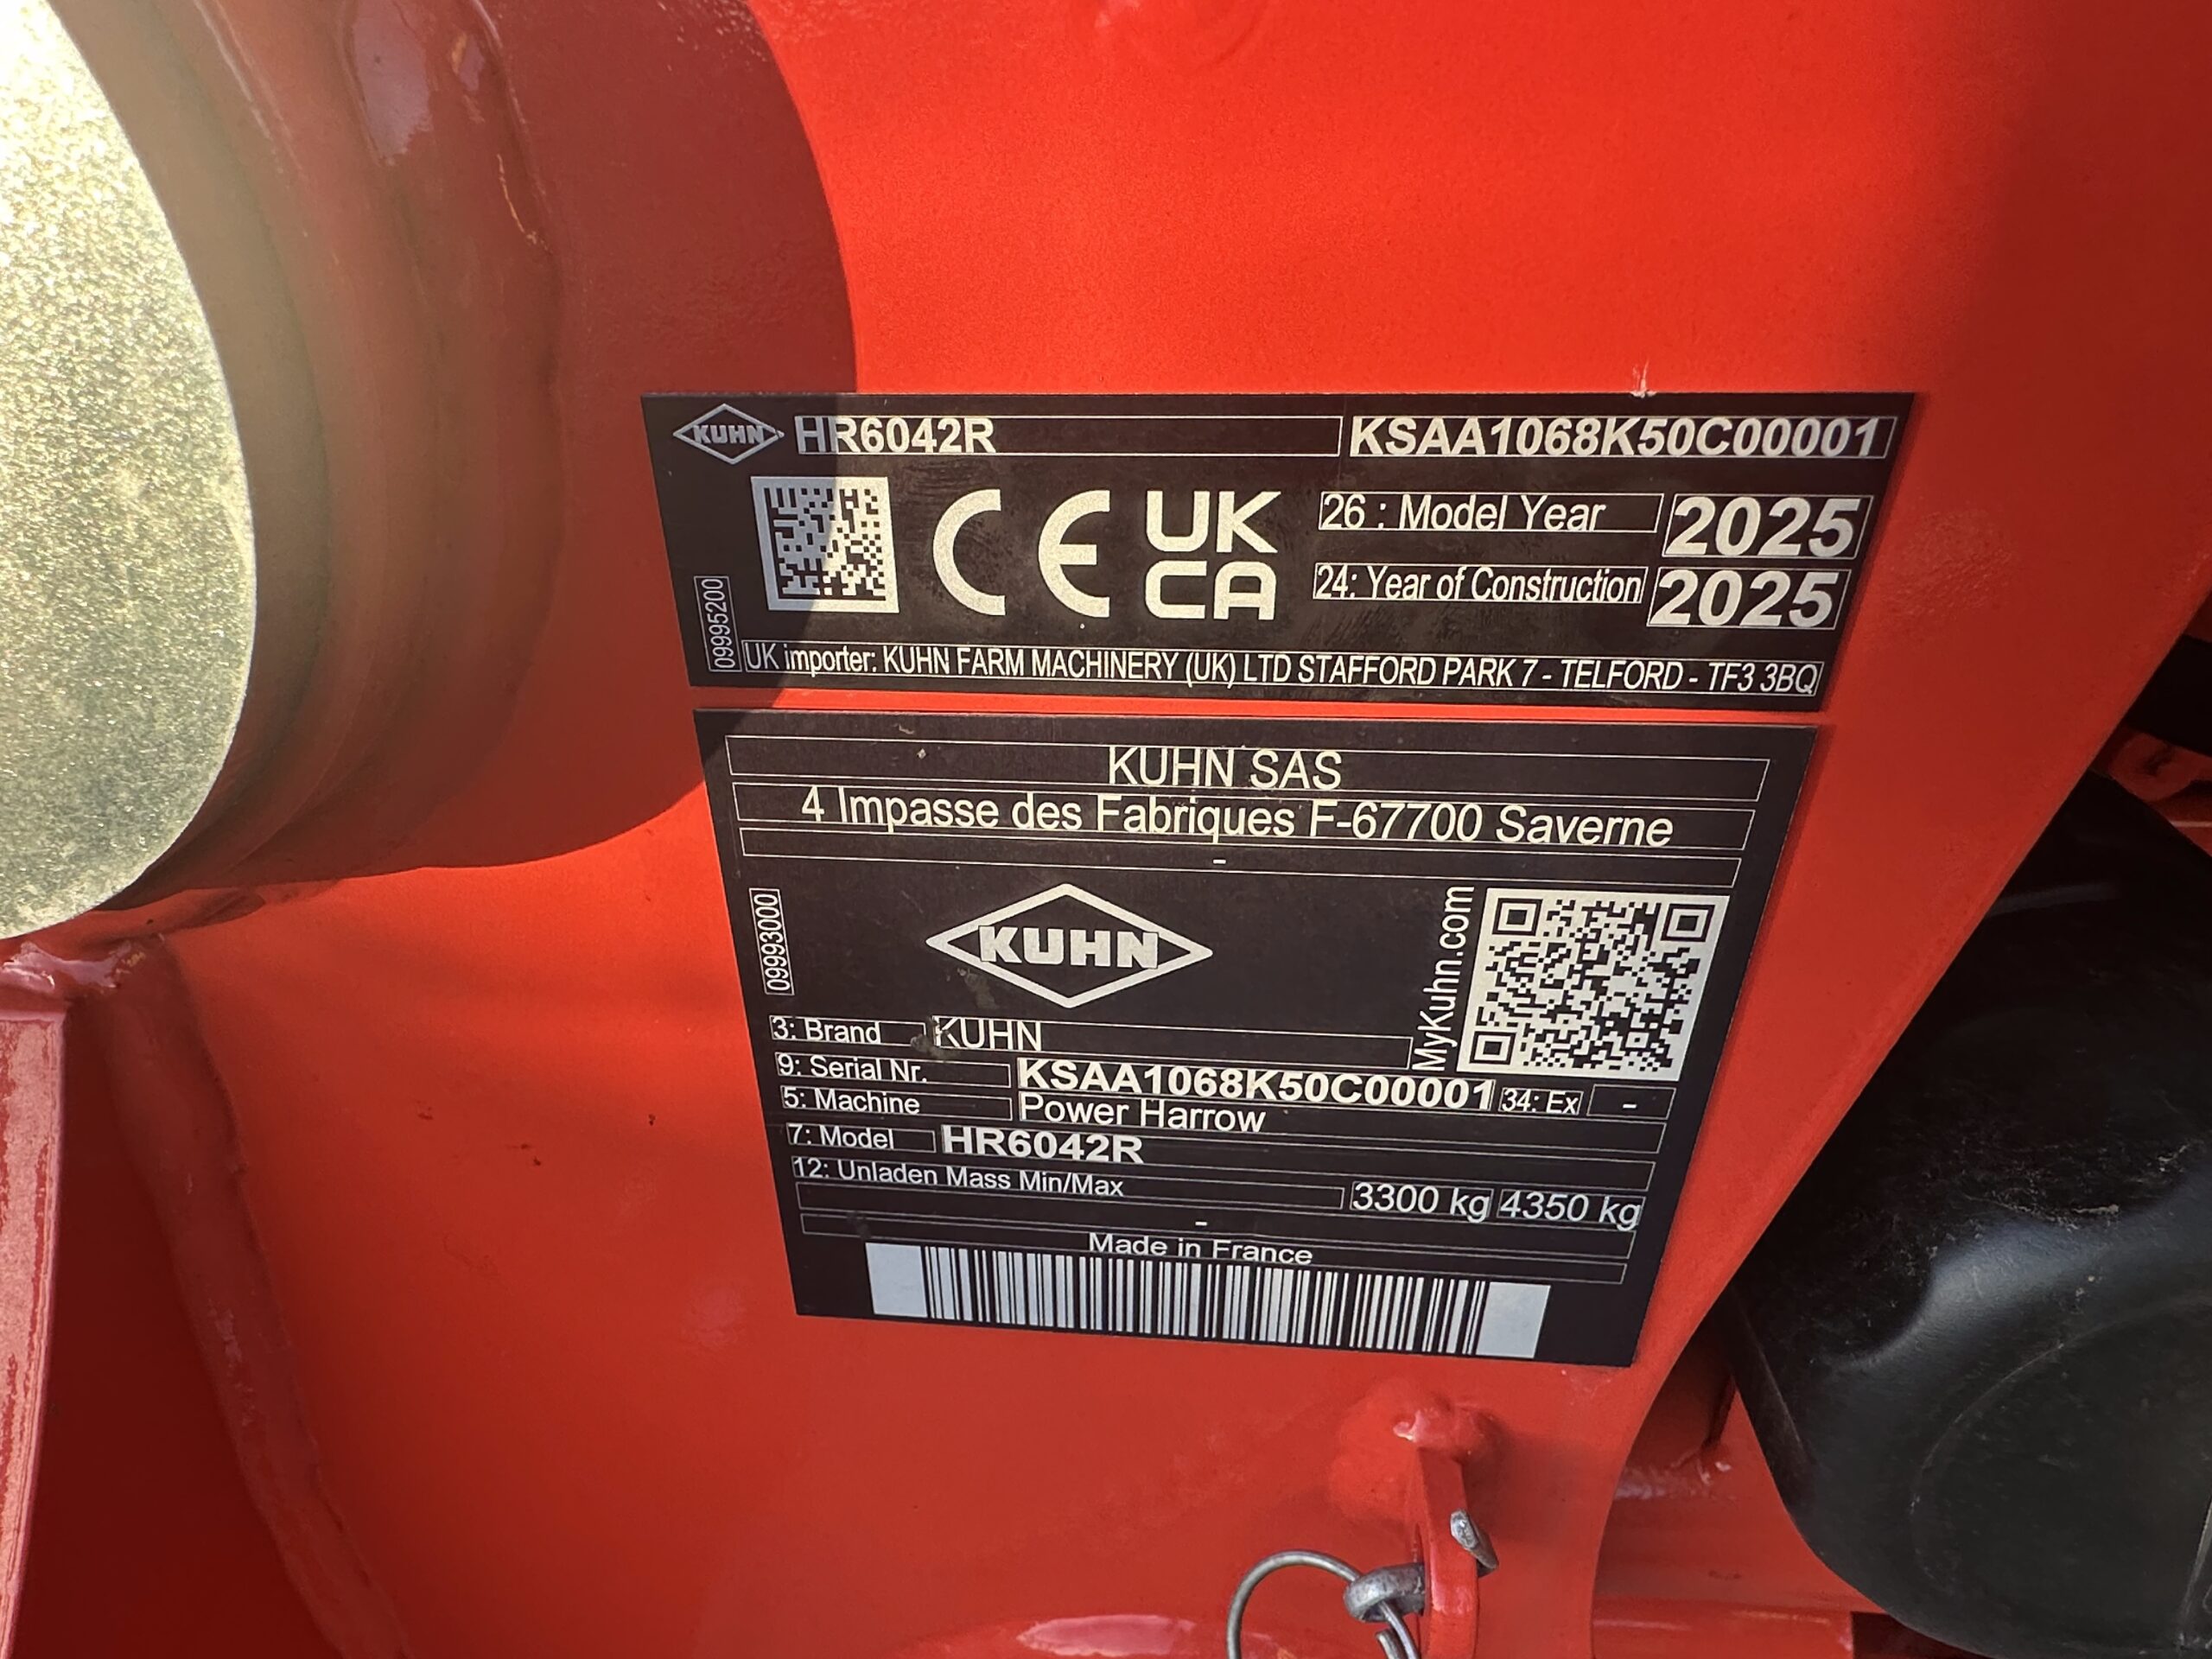 KUHN HR6042R KSAA1068K50C00001
CE UK CA
26 : Model Year 2025
24: Year of Construction 2025
09995200
UK importer: KUHN FARM MACHINERY (UK) LTD STAFFORD PARK 7 - TELFORD - TF3 3BQ
KUHN SAS
4 Impasse des Fabriques F-67700 Saverne
-
09993000
KUHN
MyKuhn.com
3: Brand KUHN
9: Serial Nr. KSAA1068K50C00001 34: Ex -
5: Machine Power Harrow
7: Model HR6042R
12: Unladen Mass Min/Max 3300 kg 4350 kg
-
Made in France